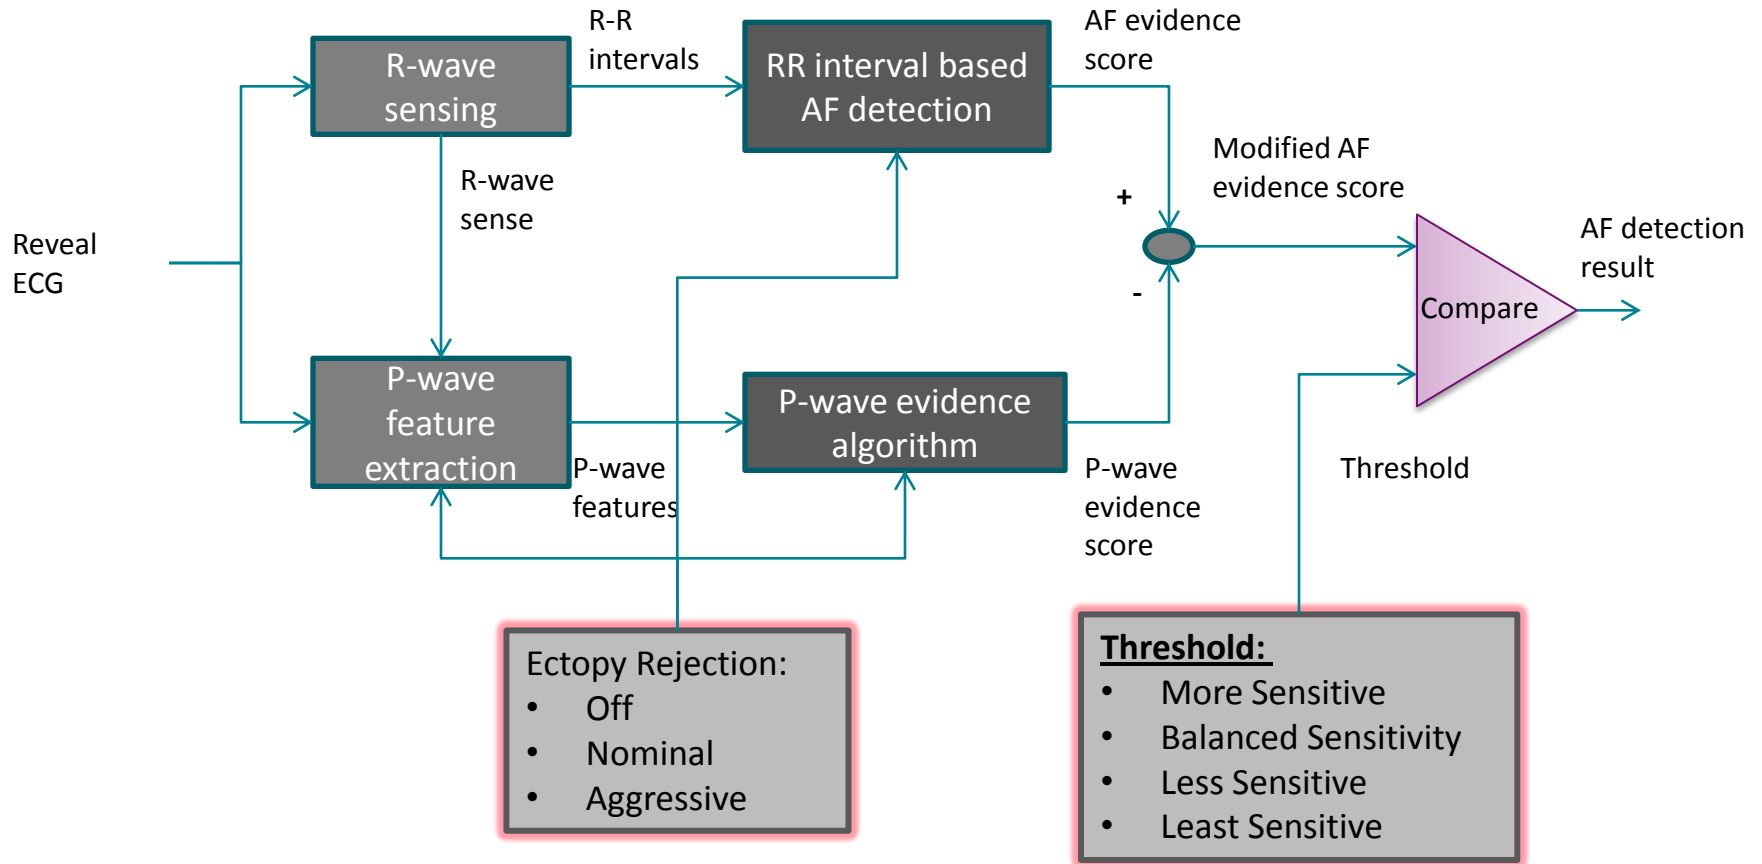 R-R
intervals
AF evidence
score
R-wave
sensing
RR interval based
AF detection
Modified AF
evidence score
R-wave
sense
+
Reveal
ECG
AF detection
result
-
Compare
P-wave
feature
extraction
P-wave evidence
algorithm
P-wave
features
P-wave
evidence
score
Threshold
Ectopy Rejection:
• Off
• Nominal
• Aggressive
Threshold:
• More Sensitive
• Balanced Sensitivity
• Less Sensitive
• Least Sensitive